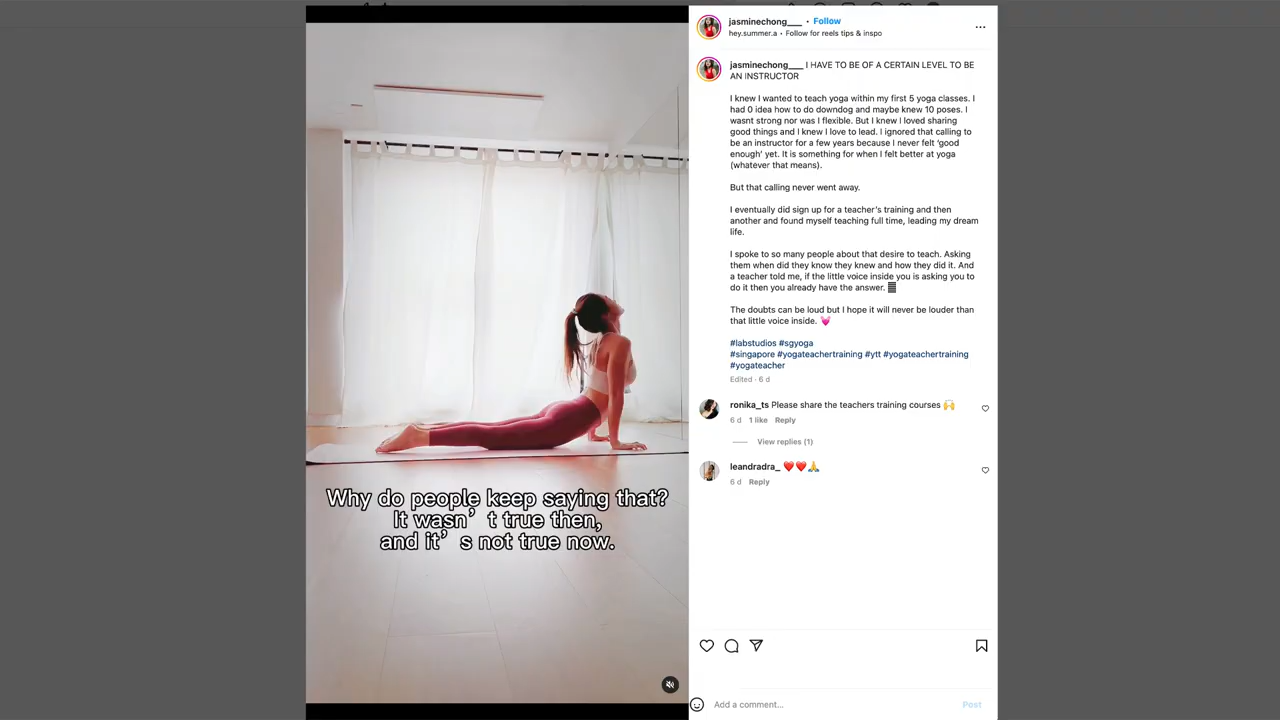 Why do people keep saying that?
It wasn't true then,
and it's not true now.
jasminechong___ • Follow
hey.summer.a • Follow for reels tips & inspo
jasminechong___ I HAVE TO BE OF A CERTAIN LEVEL TO BE
AN INSTRUCTOR
I knew I wanted to teach yoga within my first 5 yoga classes. I
had 0 idea how to do downdog and maybe knew 10 poses. I
wasnt strong nor was I flexible. But I knew I loved sharing
good things and I knew I love to lead. I ignored that calling to
be an instructor for a few years because I never felt 'good
enough' yet. It is something for when I felt better at yoga
(whatever that means).
But that calling never went away.
I eventually did sign up for a teacher's training and then
another and found myself teaching full time, leading my dream
life.
I spoke to so many people about that desire to teach. Asking
them when did they know they knew and how they did it. And
a teacher told me, if the little voice inside you is asking you to
do it then you already have the answer.
The doubts can be loud but I hope it will never be louder than
that little voice inside. 💓
#labstudios #sgyoga
#singapore #yogateachertraining #ytt #yogateachertraining
#yogateacher
Edited · 6 d
ronika_ts Please share the teachers training courses 🙌
6 d 1 like Reply
View replies (1)
leandradra_ ❤️❤️🙏
6 d Reply
Add a comment...
Post